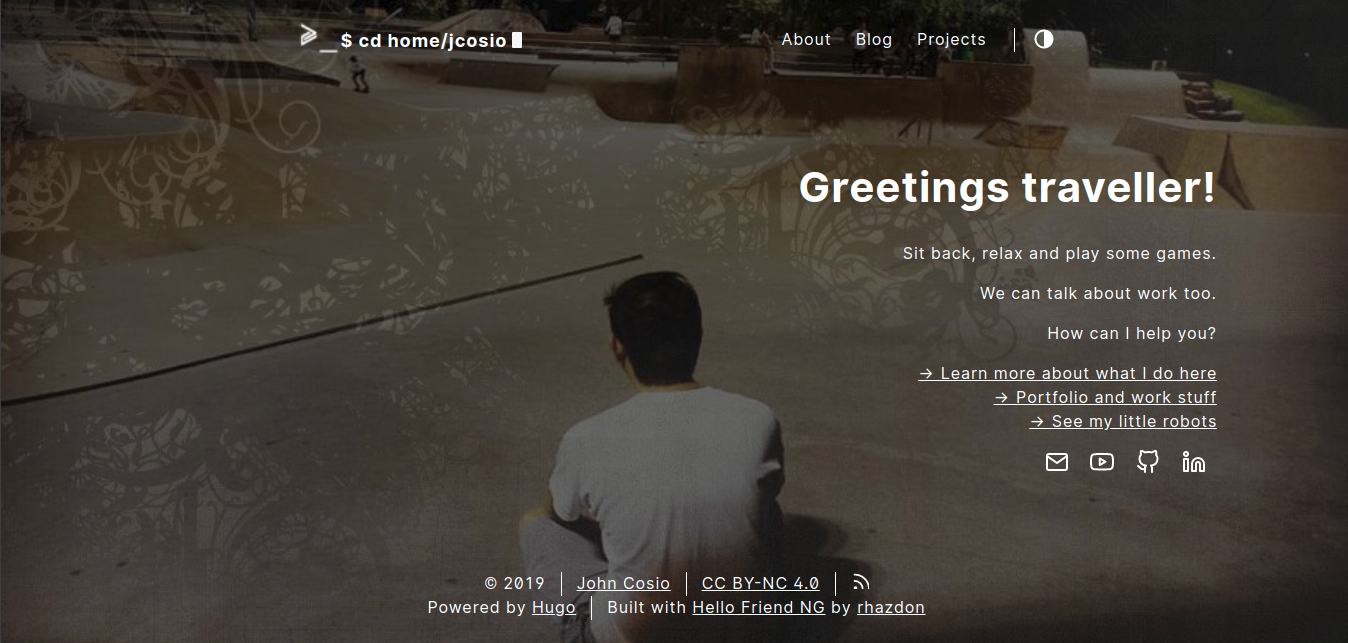 >_$ cd home/jcosio
About Blog Projects
Greetings traveller!
Sit back, relax and play some games.
We can talk about work too.
How can I help you?
→ Learn more about what I do here
→ Portfolio and work stuff
→ See my little robots
© 2019 | John Cosio | CC BY-NC 4.0 |
Powered by Hugo | Built with Hello Friend NG by rhazdon